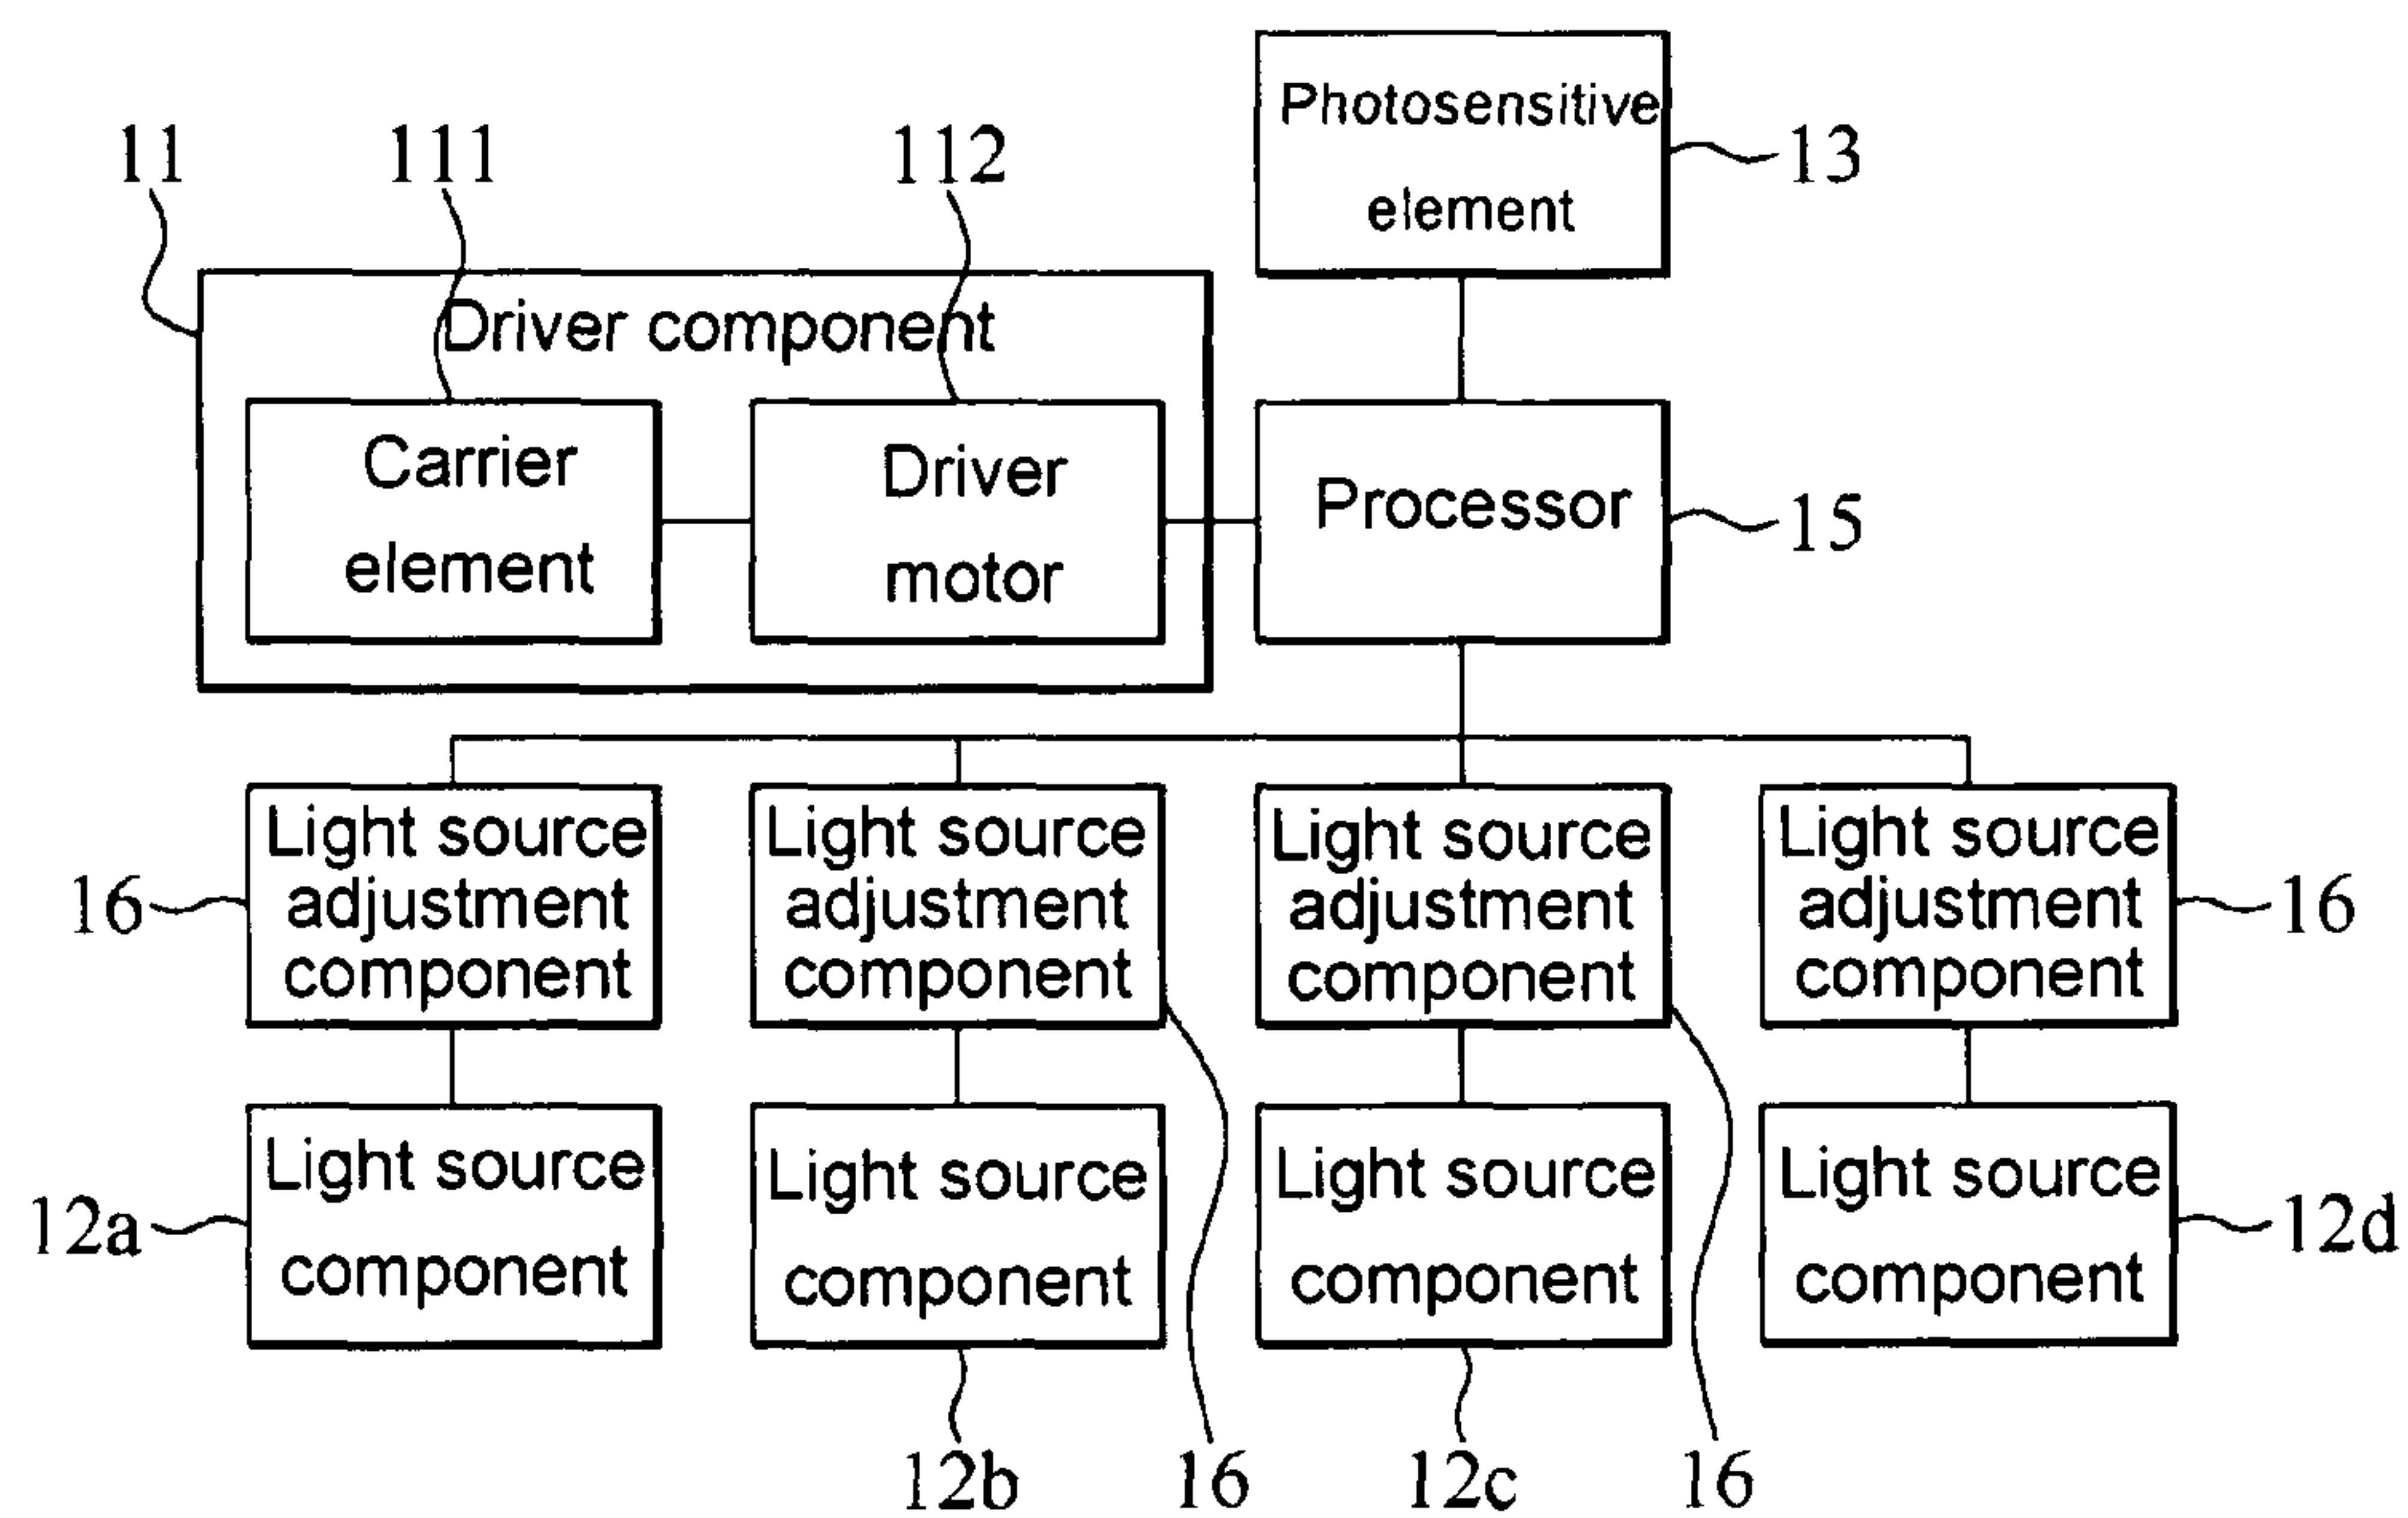 Photosensitive
element
13
11
111
112
Driver component
Carrier
element
Driver
motor
Processor
15
Light source
adjustment
component
Light source
adjustment
component
Light source
adjustment
component
Light source
adjustment
component
16
16
Light source
component
Light source
component
Light source
component
Light source
component
12a
12d
12b
16
12c
16